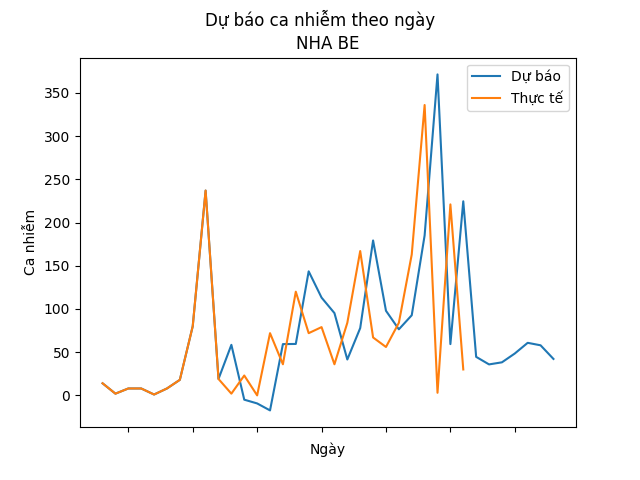 Dự báo ca nhiễm theo ngày
NHA BE
Dự báo
Thực tế
350
300
250
200
150
100
50
0
Ca nhiễm
Ngày